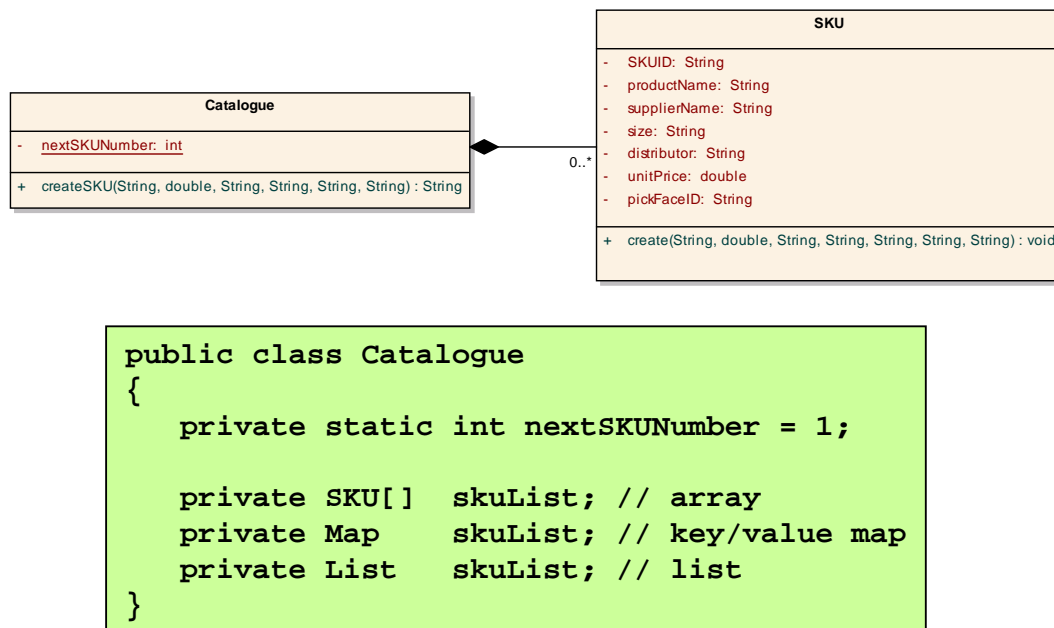 Catalogue
- nextSKUNumber: int
+ createSKU(String, double, String, String, String, String) : String
0..*
SKU
- SKUID: String
- productName: String
- supplierName: String
- size: String
- distributor: String
- unitPrice: double
- pickFaceID: String
+ create(String, double, String, String, String, String, String) : void
public class Catalogue
{
private static int nextSKUNumber = 1;
private SKU[] skuList; // array
private Map skuList; // key/value map
private List skuList; // list
}